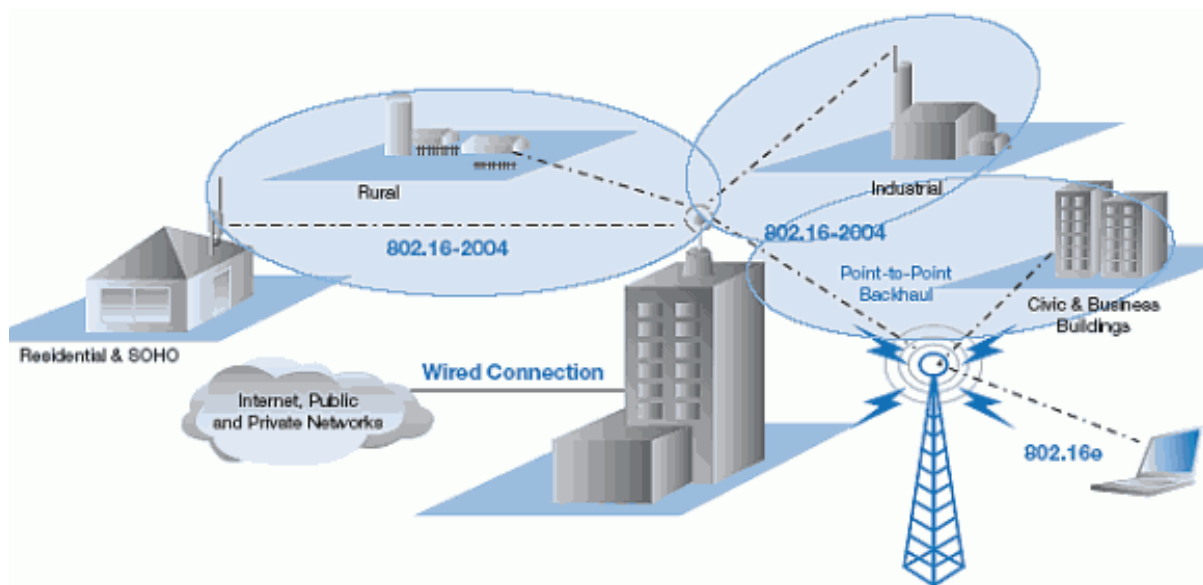 Rural
Industrial
802.16-2004
802.16-2004
Point-to-Point
Backhaul
Civic & Business
Buildings
Residential & SOHO
Wired Connection
Internet, Public
and Private Networks
802.16e